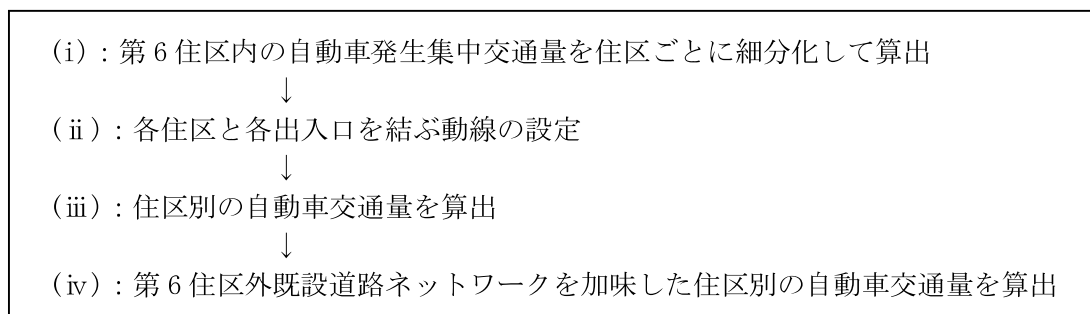 (ⅰ)：第６住区内の自動車発生集中交通量を住区ごとに細分化して算出
↓
(ⅱ)：各住区と各出入口を結ぶ動線の設定
↓
(ⅲ)：住区別の自動車交通量を算出
↓
(ⅳ)：第６住区外既設道路ネットワークを加味した住区別の自動車交通量を算出